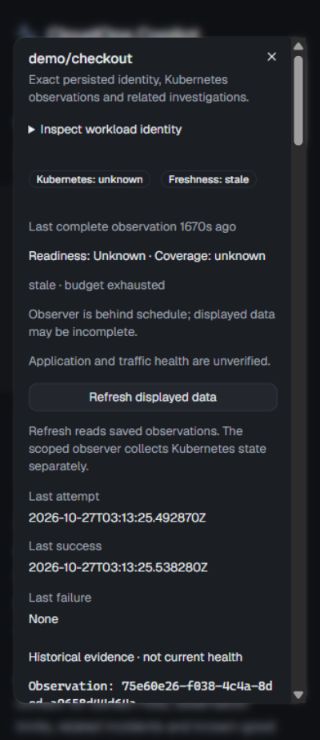 demo/checkout
Exact persisted identity, Kubernetes
observations and related investigations.
Inspect workload identity
Kubernetes: unknown
Freshness: stale
Last complete observation 1670s ago
Readiness: Unknown · Coverage: unknown
stale · budget exhausted
Observer is behind schedule; displayed data
may be incomplete.
Application and traffic health are unverified.
Refresh displayed data
Refresh reads saved observations. The
scoped observer collects Kubernetes state
separately.
Last attempt
2026-10-27T03:13:25.492870Z
Last success
2026-10-27T03:13:25.538280Z
Last failure
None
Historical evidence · not current health
Observation: 75e60e26-f038-4c4a-8d